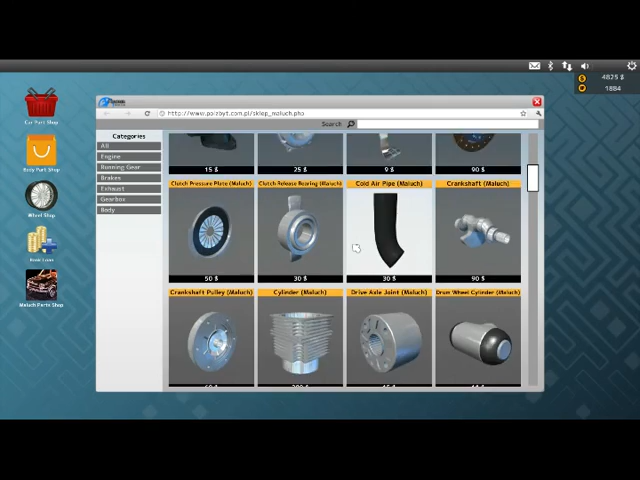 4825 $
1884
http://www.polzbyt.com.pl/sklep_maluch.php
Search
Categories
All
Engine
Running Gear
Brakes
Exhaust
Gearbox
Body
Car Part Shop
Body Part Shop
Wheel Shop
Bank Loan
Maluch Parts Shop
15 $
25 $
9 $
90 $
Clutch Pressure Plate (Maluch)
Clutch Release Bearing (Maluch)
Cold Air Pipe (Maluch)
Crankshaft (Maluch)
50 $
30 $
30 $
90 $
Crankshaft Pulley (Maluch)
Cylinder (Maluch)
Drive Axle Joint (Maluch)
Drum Wheel Cylinder (Maluch)